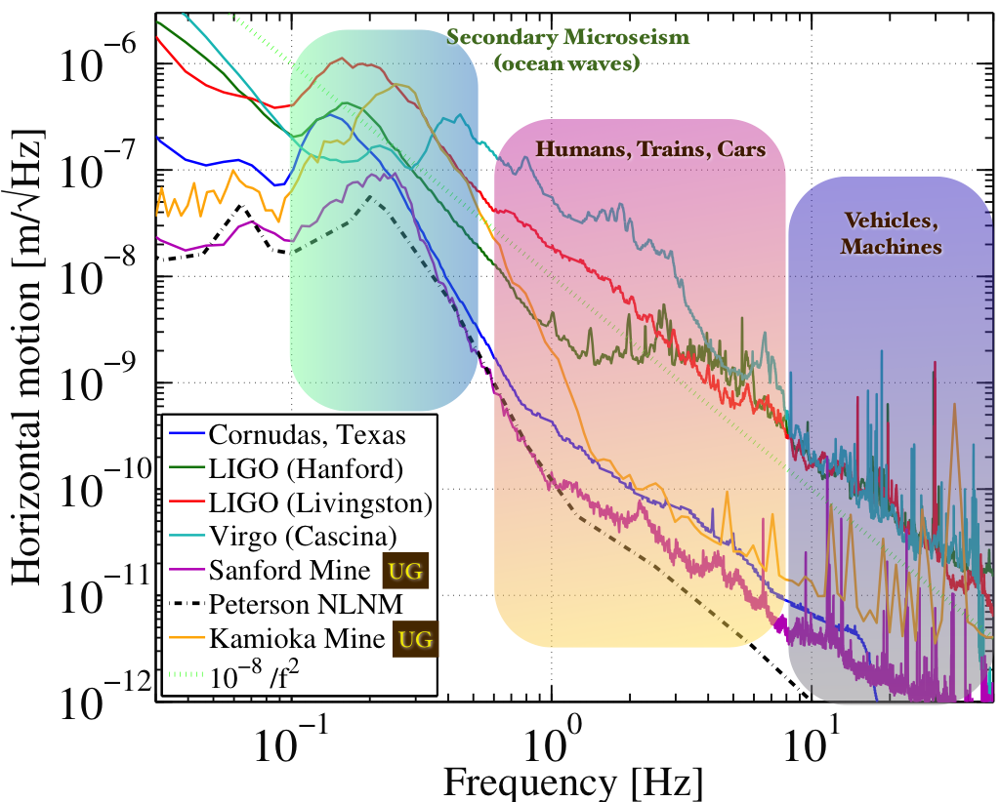 Secondary Microseism
(ocean waves)
Humans, Trains, Cars
Vehicles,
Machines
Horizontal motion [m/√Hz]
10⁻⁶
10⁻⁷
10⁻⁸
10⁻⁹
10⁻¹⁰
10⁻¹¹
10⁻¹²
Cornudas, Texas
LIGO (Hanford)
LIGO (Livingston)
Virgo (Cascina)
Sanford Mine UG
Peterson NLNM
Kamioka Mine UG
10⁻⁸ /f²
10⁻¹ 10⁰ 10¹
Frequency [Hz]